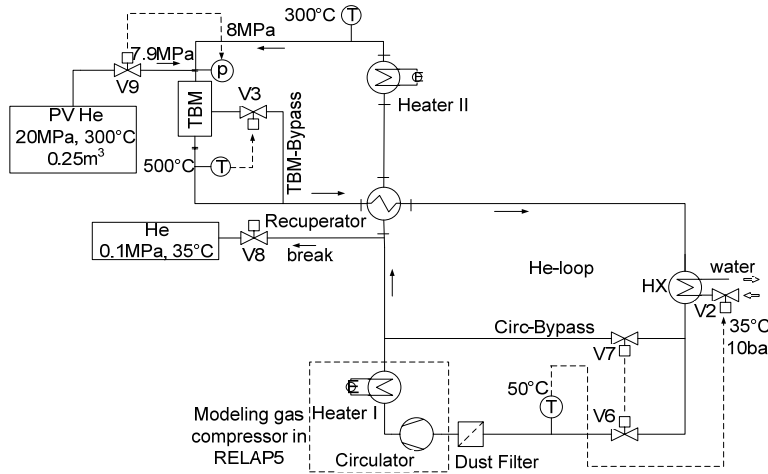 300°C
T
7.9MPa
8MPa
p
V9
PV He
20MPa, 300°C
0.25m³
TBM
V3
E
Heater II
500°C
T
TBM-Bypass
Recuperator
He
0.1MPa, 35°C
V8
break
He-loop
HX
water
V2
35°C
10ba
Circ-Bypass
V7
E
Heater I
50°C
T
V6
Modeling gas
compressor in
RELAP5
Circulator
Dust Filter